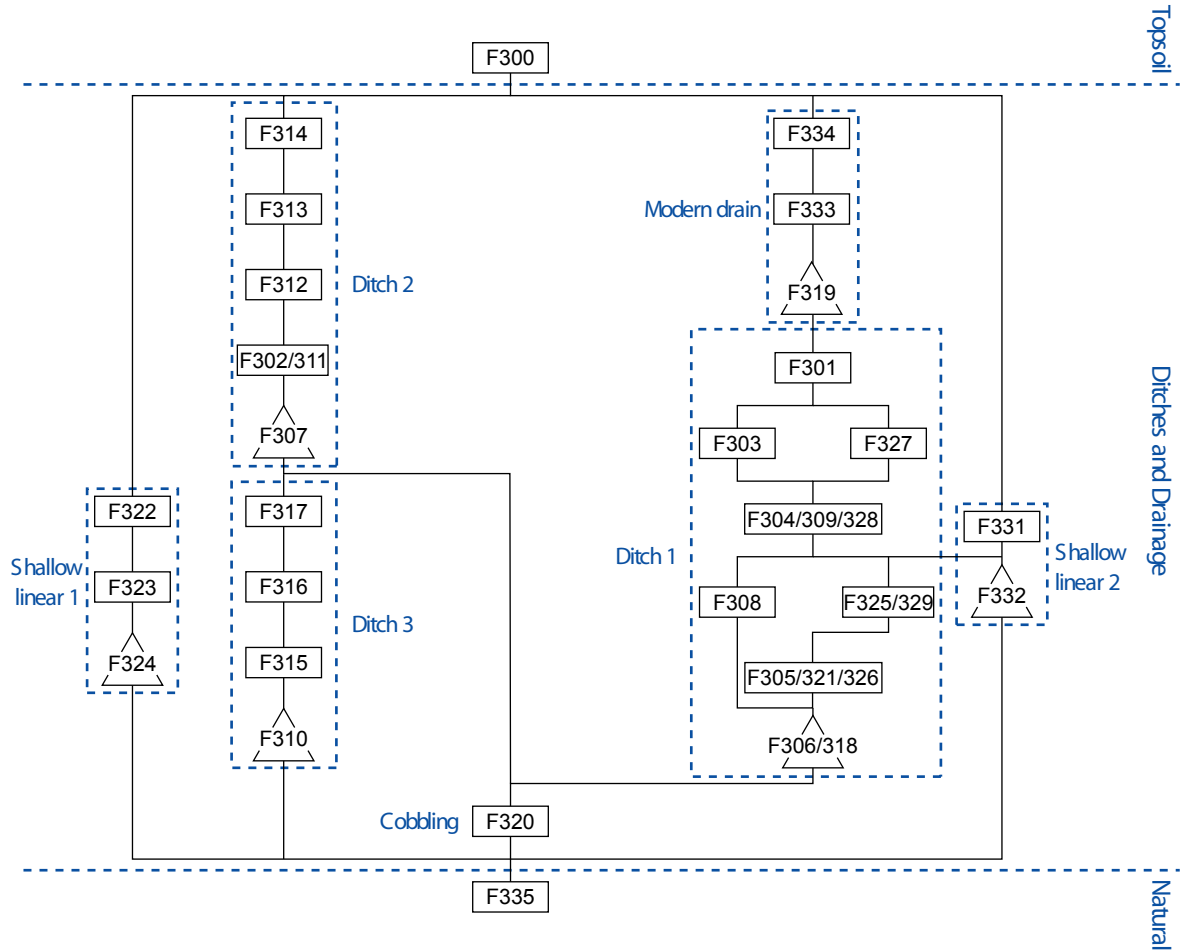 F300
Topsoil
F314
F334
F313
Modern drain
F333
F312
Ditch 2
F319
F302/311
F301
F307
F303
F327
Ditches and Drainage
F322
F317
F304/309/328
F331
Shallow
linear 1
F323
F316
Ditch 3
Ditch 1
F308
F325/329
F332
Shallow
linear 2
F324
F315
F305/321/326
F310
F306/318
Cobbling
F320
F335
Natural